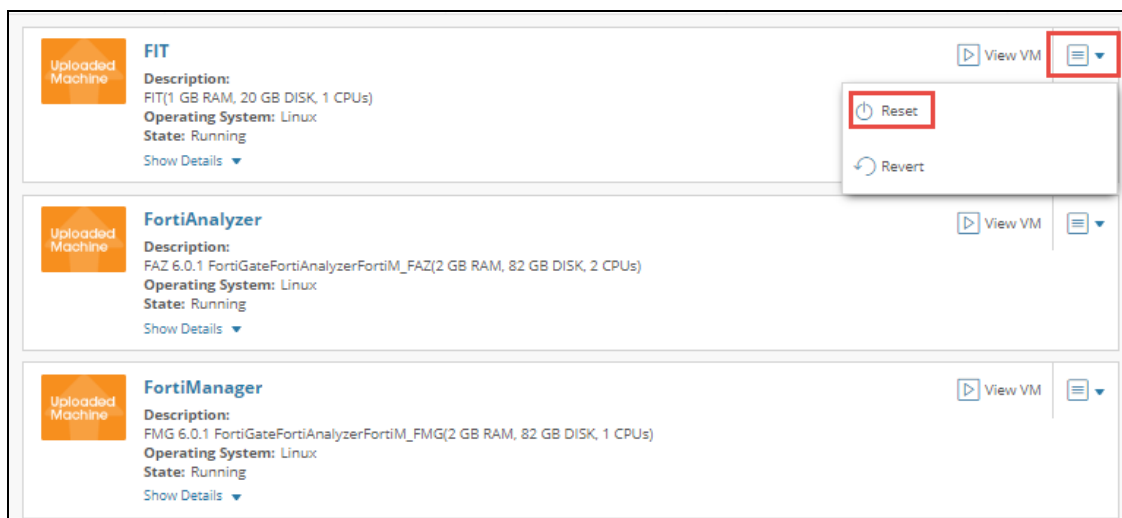 Uploaded
Machine
FIT
View VM
Description:
FIT(1 GB RAM, 20 GB DISK, 1 CPUs)
Operating System: Linux
State: Running
Show Details
Reset
Revert
Uploaded
Machine
FortiAnalyzer
View VM
Description:
FAZ 6.0.1 FortiGateFortiAnalyzerFortiM_FAZ(2 GB RAM, 82 GB DISK, 2 CPUs)
Operating System: Linux
State: Running
Show Details
Uploaded
Machine
FortiManager
View VM
Description:
FMG 6.0.1 FortiGateFortiAnalyzerFortiM_FMG(2 GB RAM, 82 GB DISK, 1 CPUs)
Operating System: Linux
State: Running
Show Details